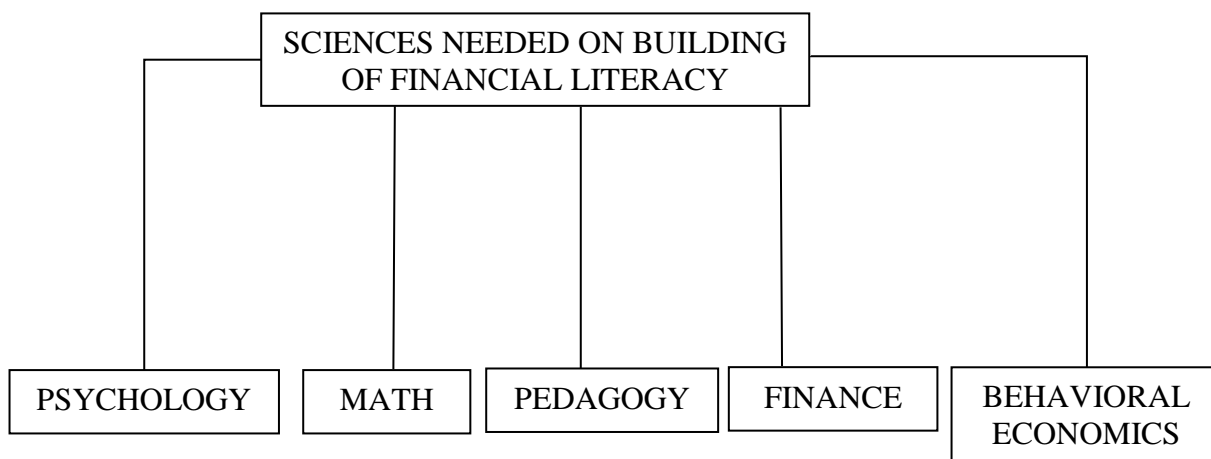 SCIENCES NEEDED ON BUILDING
OF FINANCIAL LITERACY
PSYCHOLOGY
MATH
PEDAGOGY
FINANCE
BEHAVIORAL
ECONOMICS